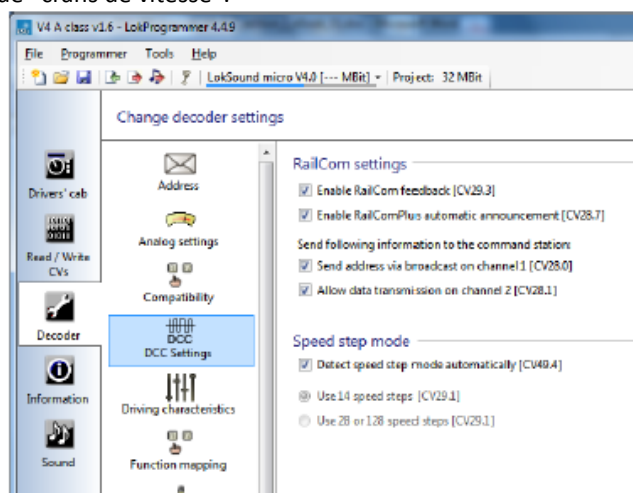 de "crans de vitesse".
V4 A class v1.6 - LokProgrammer 4.4.9
File Programmer Tools Help
LokSound micro V4.0 [--- MBit] Project: 32 MBit
Change decoder settings
Drivers' cab
Read / Write
CVs
Decoder
Information
Sound
Address
Analog settings
Compatibility
DCC
DCC Settings
Driving characteristics
Function mapping
RailCom settings
Enable RailCom feedback [CV29.3]
Enable RailComPlus automatic announcement [CV28.7]
Send following information to the command station:
Send address via broadcast on channel 1 [CV28.0]
Allow data transmission on channel 2 [CV28.1]
Speed step mode
Detect speed step mode automatically [CV49.4]
Use 14 speed steps [CV29.1]
Use 28 or 128 speed steps [CV29.1]